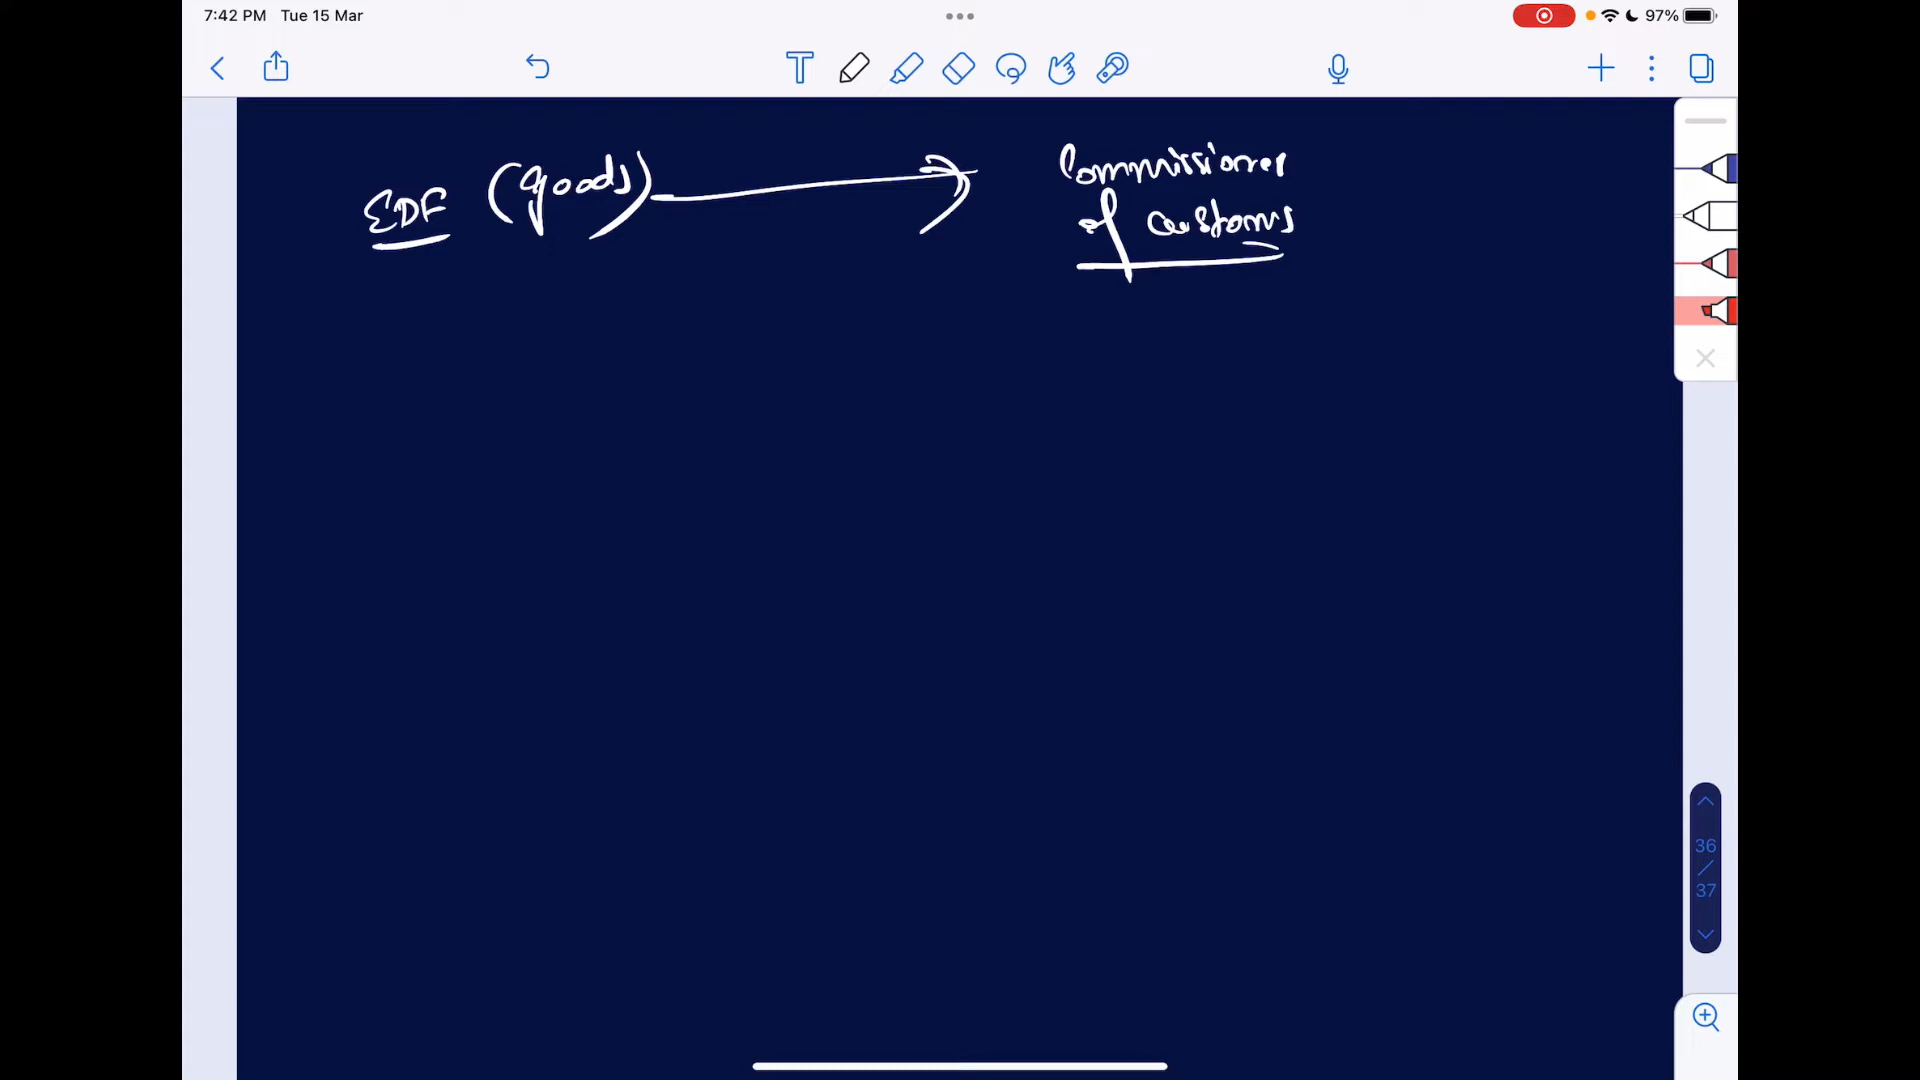 7:42 PM Tue 15 Mar
97%
T
EDF (goods)
Commissioner
of customs
36
37